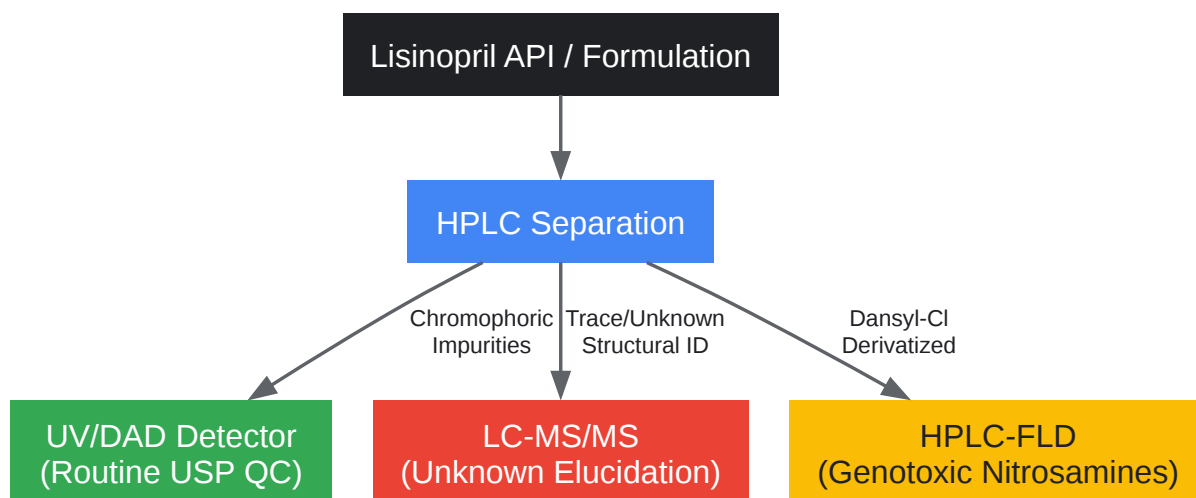 Lisinopril API / Formulation
HPLC Separation
Chromophoric
Impurities
Trace/Unknown
Structural ID
Dansyl-Cl
Derivatized
UV/DAD Detector
(Routine USP QC)
LC-MS/MS
(Unknown Elucidation)
HPLC-FLD
(Genotoxic Nitrosamines)